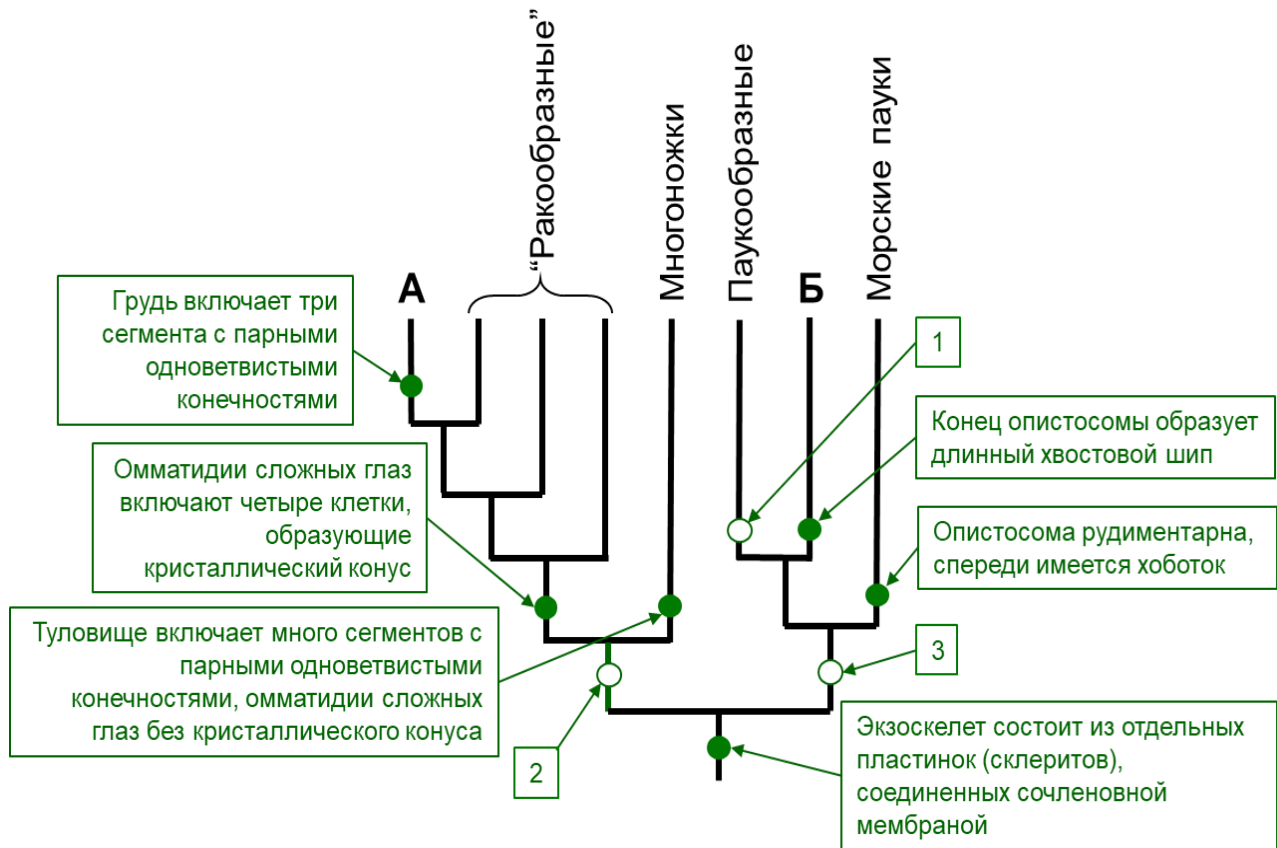 “Ракообразные”
Многоножки
Паукообразные
Морские пауки
А
Б
Грудь включает три
сегмента с парными
одноветвистыми
конечностями
1
Конец опистосомы образует
длинный хвостовой шип
Омматидии сложных глаз
включают четыре клетки,
образующие
кристаллический конус
Опистосома рудиментарна,
спереди имеется хоботок
Туловище включает много сегментов с
парными одноветвистыми
конечностями, омматидии сложных
глаз без кристаллического конуса
3
2
Экзоскелет состоит из отдельных
пластинок (склеритов),
соединенных сочленовной
мембраной